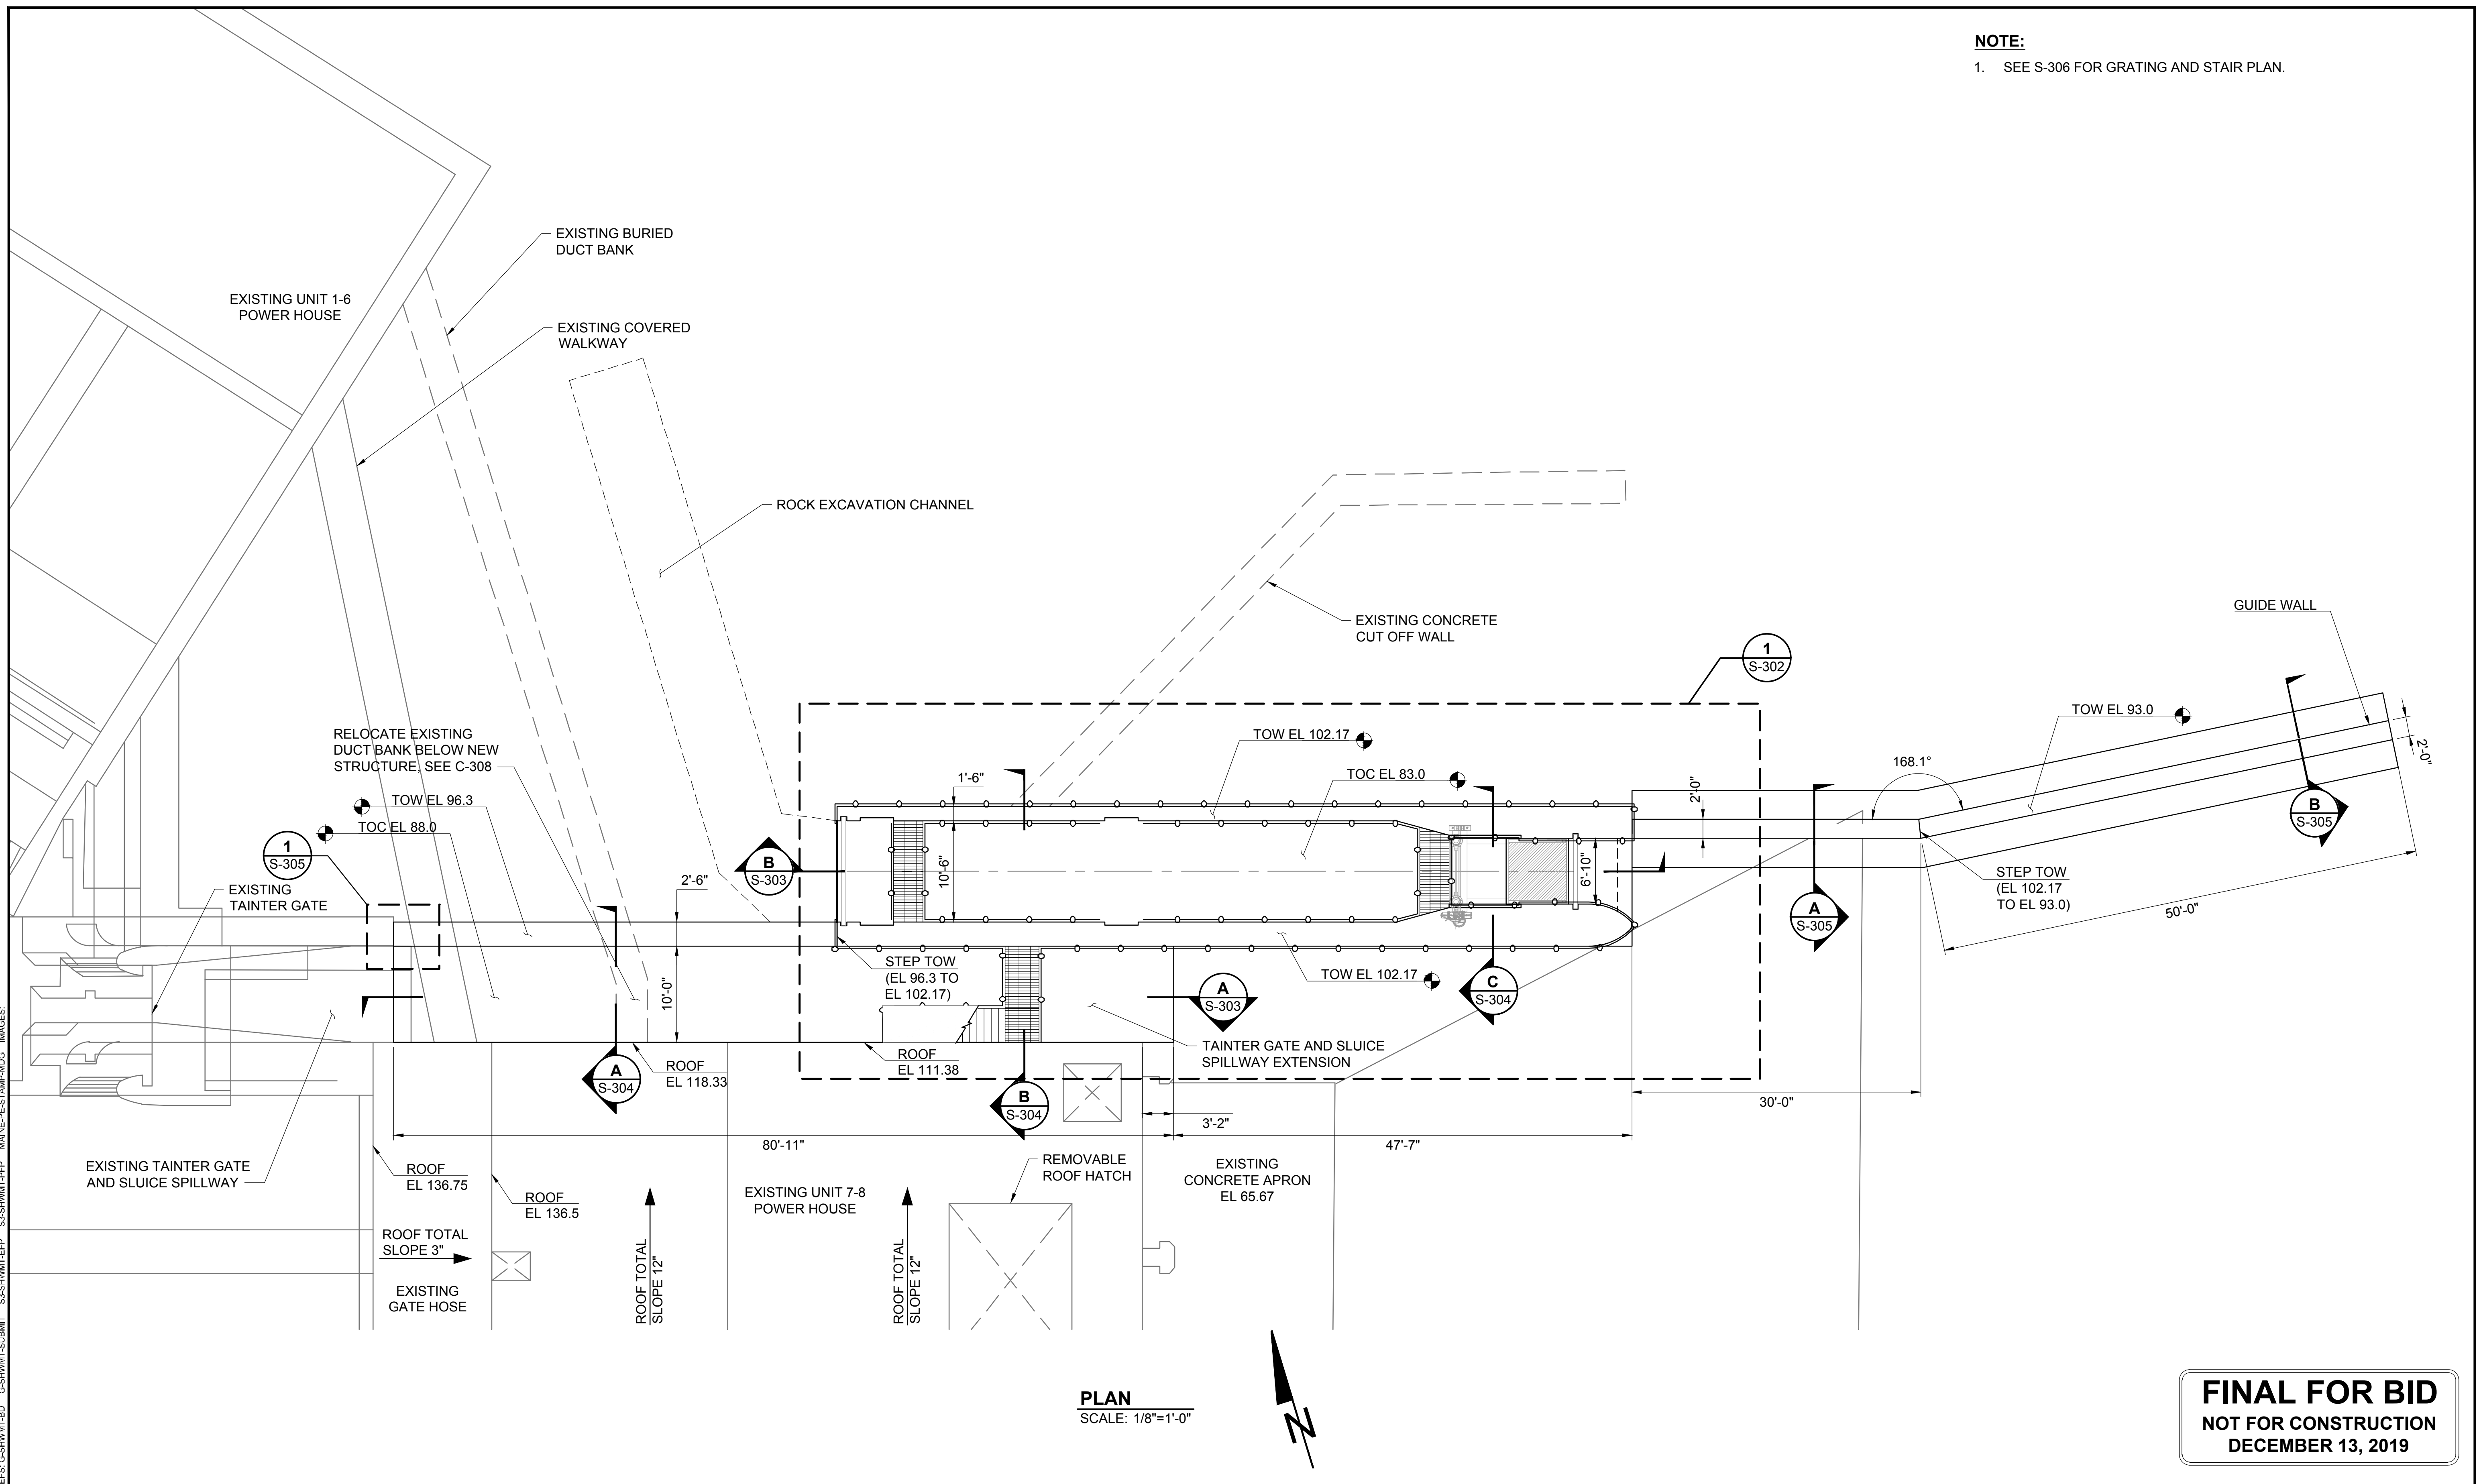 NOTE:
1. SEE S-306 FOR GRATING AND STAIR PLAN.
EXISTING BURIED
DUCT BANK
EXISTING UNIT 1-6
POWER HOUSE
EXISTING COVERED
WALKWAY
ROCK EXCAVATION CHANNEL
EXISTING CONCRETE
CUT OFF WALL
GUIDE WALL
1
S-302
TOW EL 93.0
RELOCATE EXISTING
DUCT BANK BELOW NEW
STRUCTURE, SEE C-308
TOW EL 102.17
TOC EL 83.0
1'-6"
168.1°
2'-0"
2'-0"
B
S-305
TOW EL 96.3
TOC EL 88.0
1
S-305
B
S-303
10'-6"
6'-10"
2'-6"
EXISTING
TAINTER GATE
STEP TOW
(EL 102.17
TO EL 93.0)
A
S-305
50'-0"
STEP TOW
(EL 96.3 TO
EL 102.17)
TOW EL 102.17
C
S-304
A
S-303
10'-0"
TAINTER GATE AND SLUICE
SPILLWAY EXTENSION
ROOF
EL 111.38
ROOF
EL 118.33
A
S-304
B
S-304
30'-0"
3'-2"
80'-11"
47'-7"
EXISTING TAINTER GATE
AND SLUICE SPILLWAY
ROOF
EL 136.75
ROOF
EL 136.5
EXISTING UNIT 7-8
POWER HOUSE
REMOVABLE
ROOF HATCH
EXISTING
CONCRETE APRON
EL 65.67
ROOF TOTAL
SLOPE 3"
ROOF TOTAL
SLOPE 12"
ROOF TOTAL
SLOPE 12"
EXISTING
GATE HOSE
PLAN
SCALE: 1/8"=1'-0"
N
FINAL FOR BID
NOT FOR CONSTRUCTION
DECEMBER 13, 2019
IMAGES: